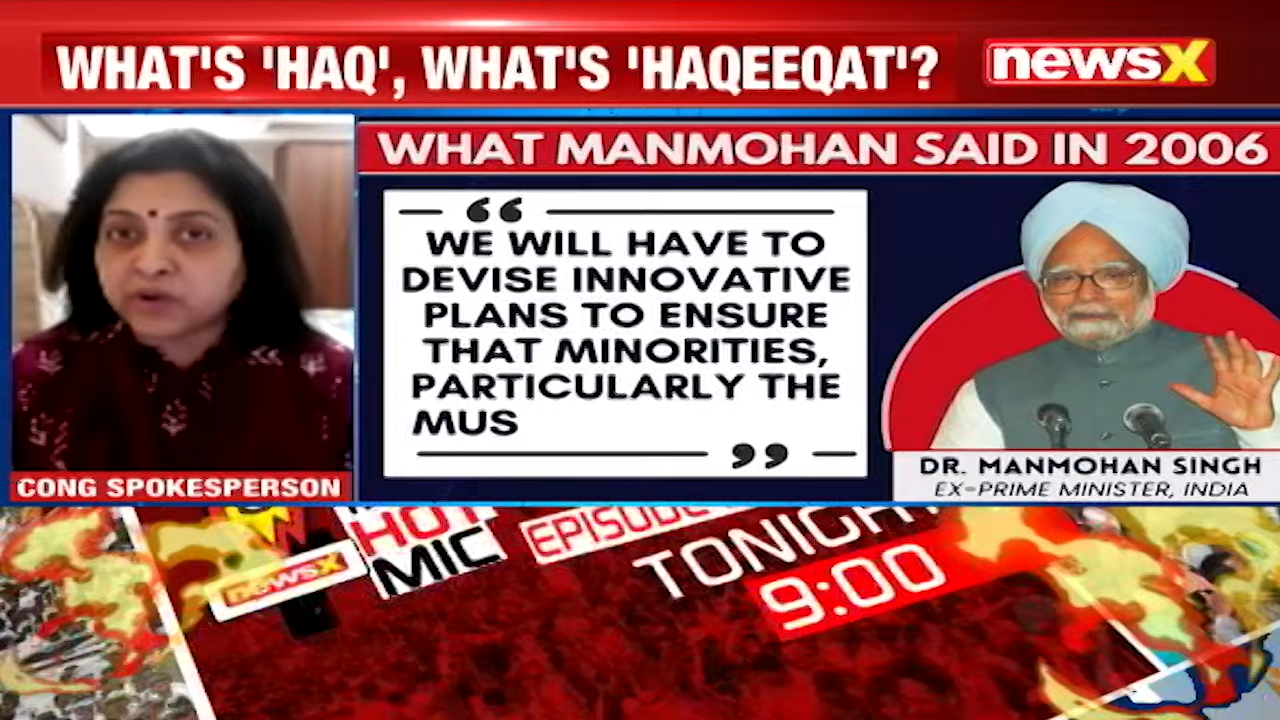 WHAT'S 'HAQ', WHAT'S 'HAQEEQAT'?
newsX
WHAT MANMOHAN SAID IN 2006
“
WE WILL HAVE TO
DEVISE INNOVATIVE
PLANS TO ENSURE
THAT MINORITIES,
PARTICULARLY THE
MUS
”
DR. MANMOHAN SINGH
EX-PRIME MINISTER, INDIA
CONG SPOKESPERSON
newsX
HOT
MIC
EPISODE
TONIGHT
9:00